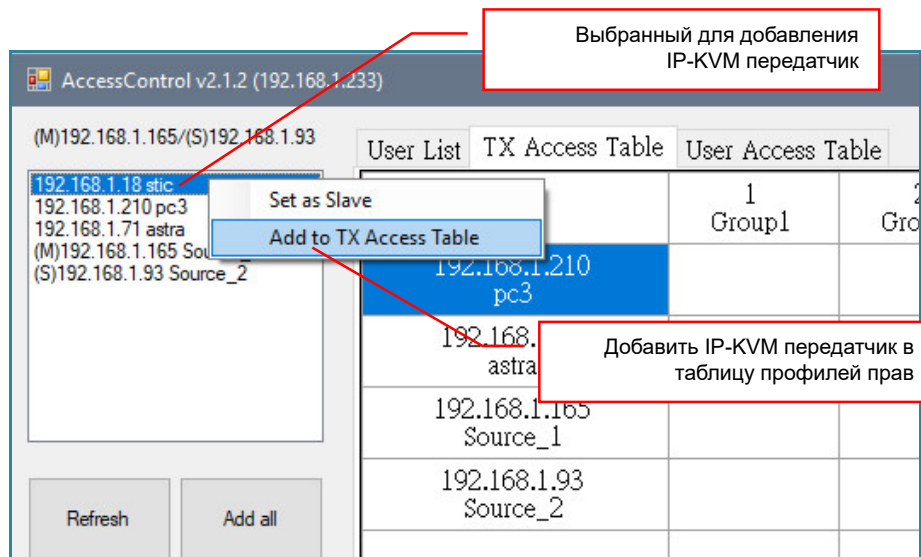 Выбранный для добавления
IP-KVM передатчик
AccessControl v2.1.2 (192.168.1.233)
(M)192.168.1.165/(S)192.168.1.93
User List TX Access Table User Access Table
192.168.1.18 stic
192.168.1.210 pc3
192.168.1.71 astra
(M)192.168.1.165
(S)192.168.1.93 Source_2
Set as Slave
Add to TX Access Table
1
Group1
192.168.1.210
pc3
192.168.
astra
Добавить IP-KVM передатчик в
таблицу профилей прав
192.168.1.165
Source_1
192.168.1.93
Source_2
Refresh Add all